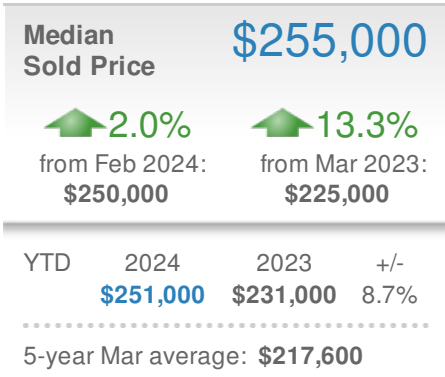 Median
Sold Price
$255,000
2.0%
from Feb 2024:
$250,000
13.3%
from Mar 2023:
$225,000
YTD 2024 2023 +/-
$251,000 $231,000 8.7%
5-year Mar average: $217,600